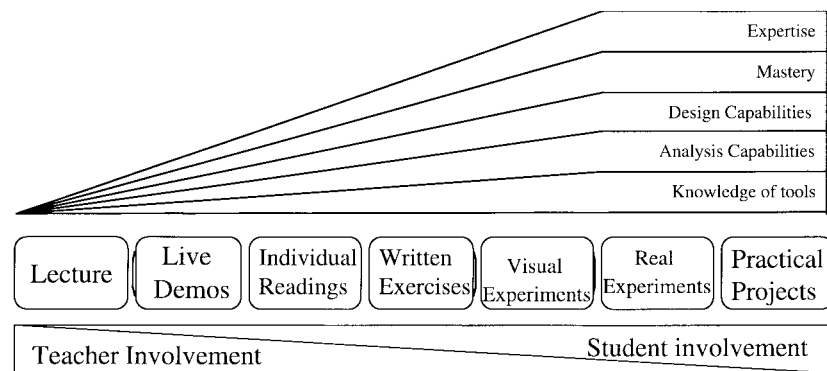 Expertise
Mastery
Design Capabilities
Analysis Capabilities
Knowledge of tools
Lecture
Live
Demos
Individual
Readings
Written
Exercises
Visual
Experiments
Real
Experiments
Practical
Projects
Teacher Involvement
Student involvement